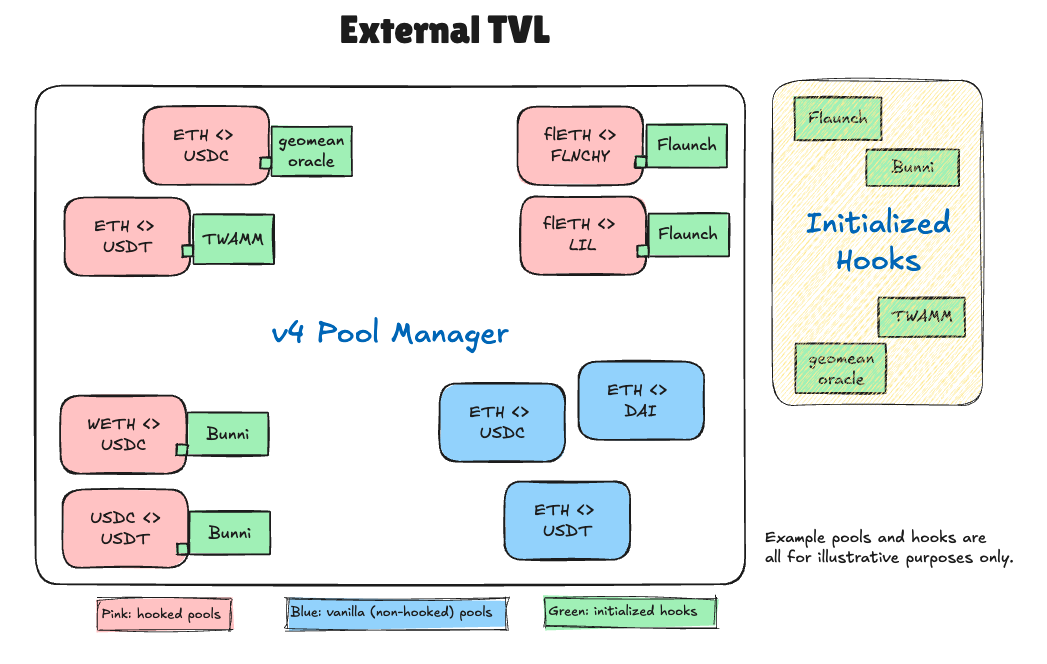 External TVL
ETH <>
USDC
geomean
oracle
flETH <>
FLNCHY
Flaunch
ETH <>
USDT
TWAMM
flETH <>
LIL
Flaunch
v4 Pool Manager
WETH <>
USDC
Bunni
ETH <>
USDC
ETH <>
DAI
USDC <>
USDT
Bunni
ETH <>
USDT
Flaunch
Bunni
Initialized
Hooks
TWAMM
geomean
oracle
Example pools and hooks are
all for illustrative purposes only.
Pink: hooked pools
Blue: vanilla (non-hooked) pools
Green: initialized hooks